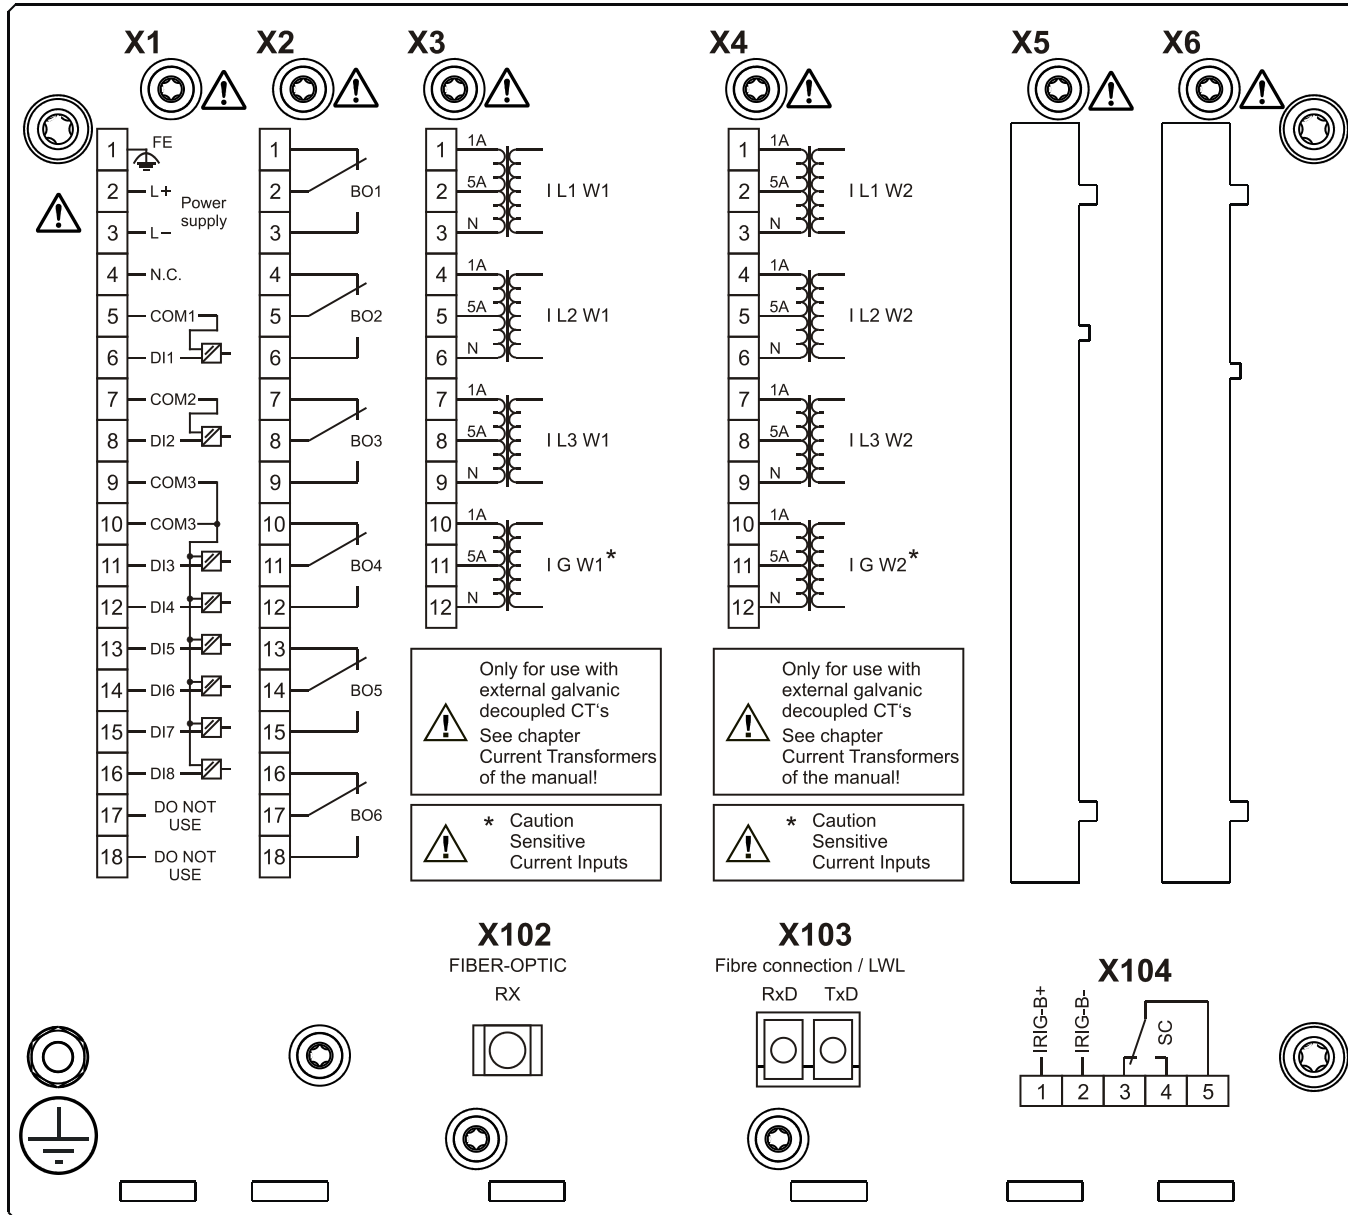 X1 X2 X3 X4 X5 X6
1 FE
2 L+
Power
supply
3 L−
4 N.C.
5 COM1
6 DI1
7 COM2
8 DI2
9 COM3
10 COM3
11 DI3
12 DI4
13 DI5
14 DI6
15 DI7
16 DI8
17 DO NOT
USE
18 DO NOT
USE
1
2 BO1
3
4
5 BO2
6
7
8 BO3
9
10
11 BO4
12
13
14 BO5
15
16
17 BO6
18
1 1A
2 5A I L1 W1
3 N
4 1A
5 5A I L2 W1
6 N
7 1A
8 5A I L3 W1
9 N
10 1A
11 5A I G W1*
12 N
Only for use with
external galvanic
decoupled CT‘s
See chapter
Current Transformers
of the manual!
* Caution
Sensitive
Current Inputs
1 1A
2 5A I L1 W2
3 N
4 1A
5 5A I L2 W2
6 N
7 1A
8 5A I L3 W2
9 N
10 1A
11 5A I G W2*
12 N
Only for use with
external galvanic
decoupled CT‘s
See chapter
Current Transformers
of the manual!
* Caution
Sensitive
Current Inputs
X102
FIBER-OPTIC
RX
X103
Fibre connection / LWL
RxD TxD
X104
IRIG-B+
IRIG-B-
SC
1 2 3 4 5